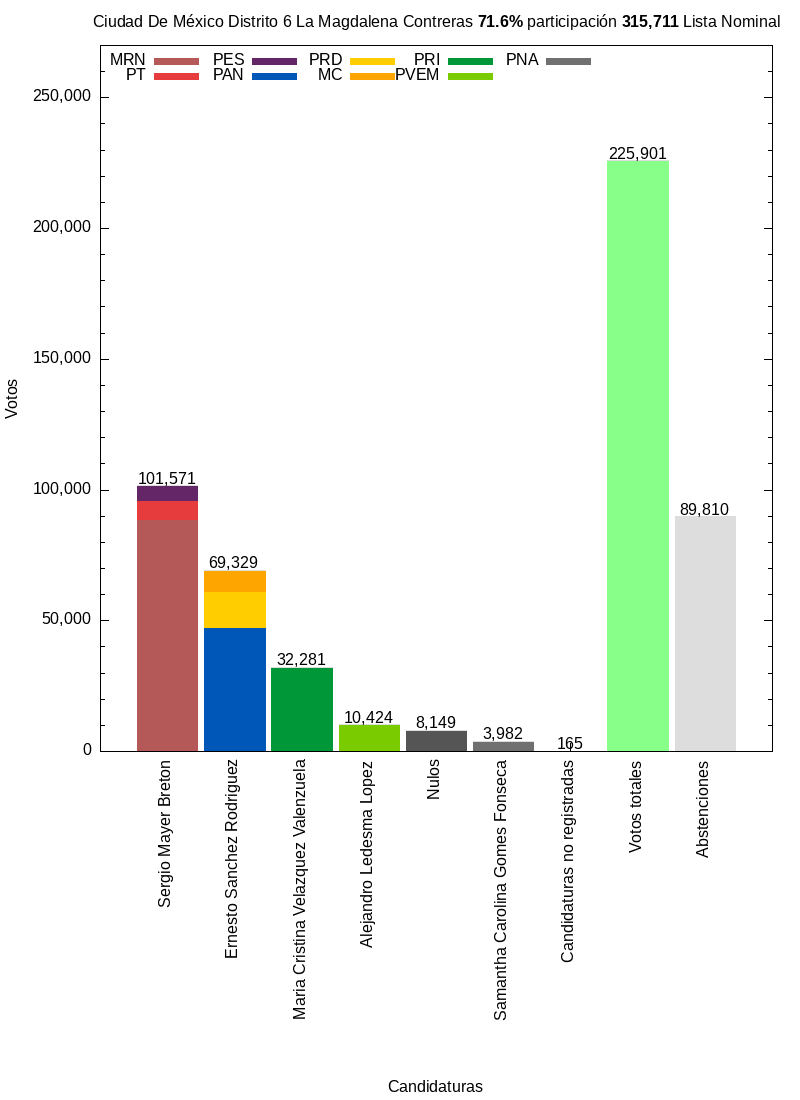 Ciudad De México Distrito 6 La Magdalena Contreras 71.6% participación 315,711 Lista Nominal
MRN PES PRD PRI PNA
PT PAN MC PVEM
250,000
200,000
150,000
100,000
50,000
0
Votos
101,571
69,329
32,281
10,424
8,149
3,982
165
225,901
89,810
Sergio Mayer Breton
Ernesto Sanchez Rodriguez
Maria Cristina Velazquez Valenzuela
Alejandro Ledesma Lopez
Nulos
Samantha Carolina Gomes Fonseca
Candidaturas no registradas
Votos totales
Abstenciones
Candidaturas